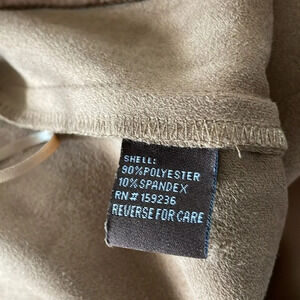 SHELL:
90%POLYESTER
10%SPANDEX
RN# 159236
REVERSE FOR CARE